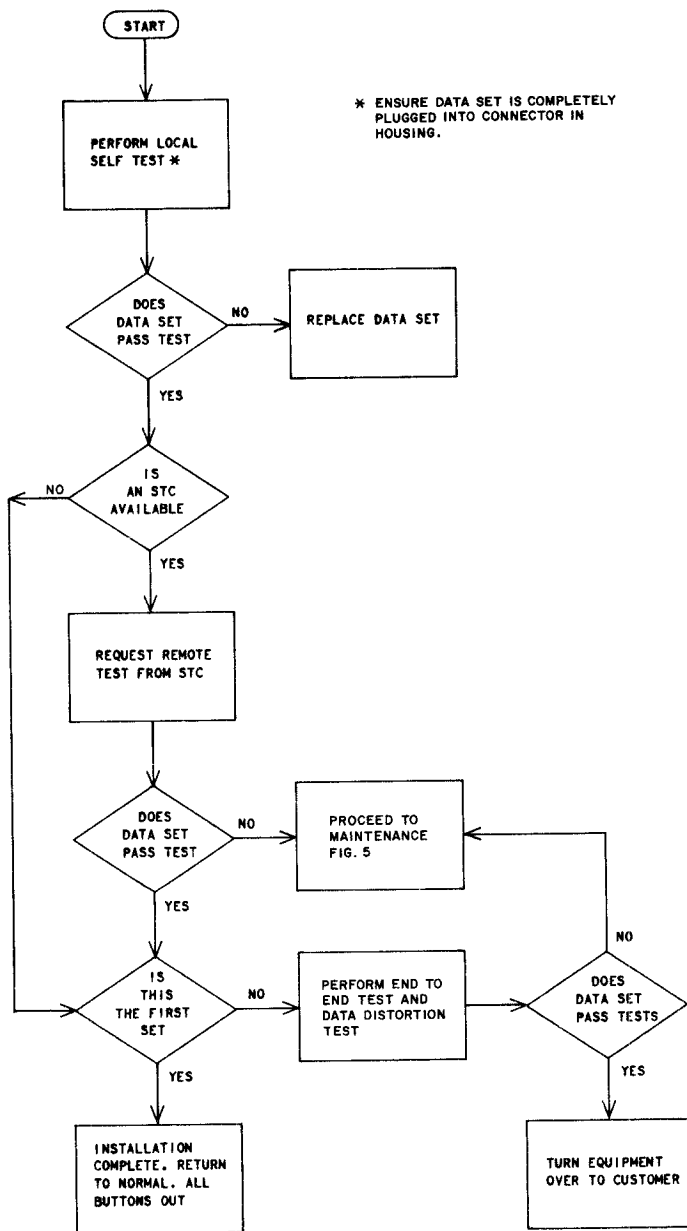 START
* ENSURE DATA SET IS COMPLETELY
PLUGGED INTO CONNECTOR IN
HOUSING.
PERFORM LOCAL
SELF TEST *
DOES
DATA SET
PASS TEST
NO
REPLACE DATA SET
YES
IS
AN STC
AVAILABLE
NO
YES
REQUEST REMOTE
TEST FROM STC
DOES
DATA SET
PASS TEST
NO
PROCEED TO
MAINTENANCE
FIG. 5
YES
NO
IS
THIS
THE FIRST
SET
NO
PERFORM END TO
END TEST AND
DATA DISTORTION
TEST
DOES
DATA SET
PASS TESTS
YES
YES
INSTALLATION
COMPLETE. RETURN
TO NORMAL. ALL
BUTTONS OUT
TURN EQUIPMENT
OVER TO CUSTOMER